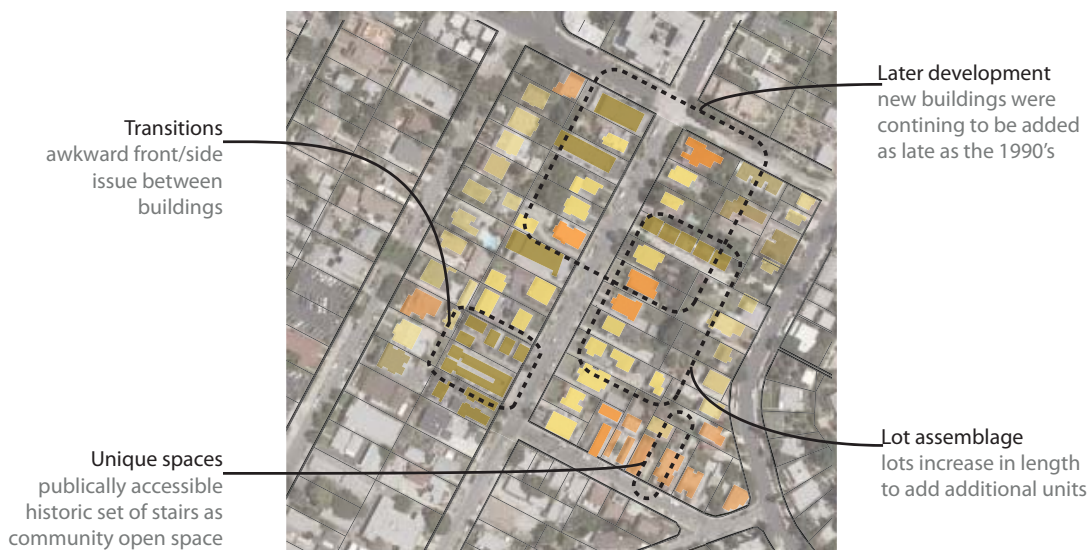 Transitions
awkward front/side
issue between
buildings
Later development
new buildings were
contining to be added
as late as the 1990's
Unique spaces
publically accessible
historic set of stairs as
community open space
Lot assemblage
lots increase in length
to add additional units